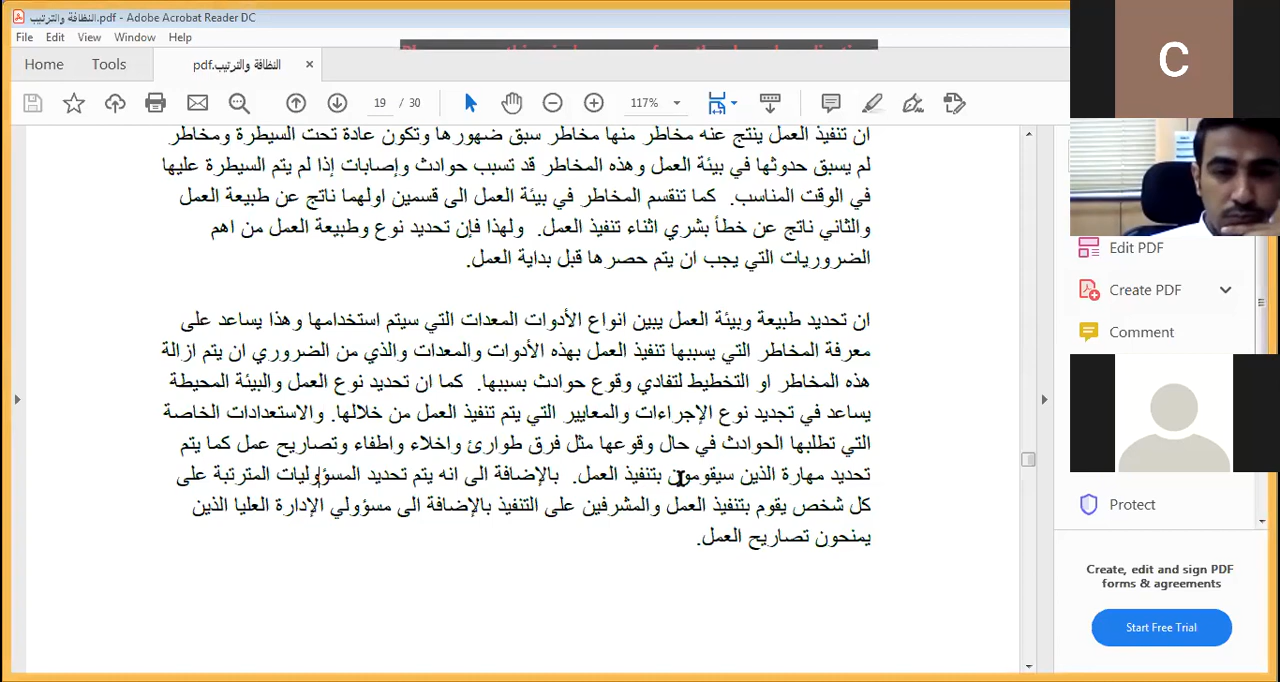 النظافة والترتيب.pdf - Adobe Acrobat Reader DC
File Edit View Window Help
Home Tools النظافة والترتيب.pdf ×
19 / 30 117%
C
ان تنفيذ العمل ينتج عنه مخاطر منها مخاطر سبق ضهورها وتكون عادة تحت السيطرة ومخاطر
لم يسبق حدوثها في بيئة العمل وهذه المخاطر قد تسبب حوادث وإصابات إذا لم يتم السيطرة عليها
في الوقت المناسب. كما تنقسم المخاطر في بيئة العمل الى قسمين اولهما ناتج عن طبيعة العمل
والثاني ناتج عن خطأ بشري اثناء تنفيذ العمل. ولهذا فإن تحديد نوع وطبيعة العمل من اهم
الضروريات التي يجب ان يتم حصرها قبل بداية العمل.
ان تحديد طبيعة وبيئة العمل يبين انواع الأدوات المعدات التي سيتم استخدامها وهذا يساعد على
معرفة المخاطر التي يسببها تنفيذ العمل بهذه الأدوات والمعدات والذي من الضروري ان يتم ازالة
هذه المخاطر او التخطيط لتفادي وقوع حوادث بسببها. كما ان تحديد نوع العمل والبيئة المحيطة
يساعد في تجديد نوع الإجراءات والمعايير التي يتم تنفيذ العمل من خلالها. والاستعدادات الخاصة
التي تطلبها الحوادث في حال وقوعها مثل فرق طوارئ واخلاء واطفاء وتصاريح عمل كما يتم
تحديد مهارة الذين سيقومون بتنفيذ العمل. بالإضافة الى انه يتم تحديد المسؤوليات المترتبة على
كل شخص يقوم بتنفيذ العمل والمشرفين على التنفيذ بالإضافة الى مسؤولي الإدارة العليا الذين
يمنحون تصاريح العمل.
Edit PDF
Create PDF
Comment
Protect
Create, edit and sign PDF
forms & agreements
Start Free Trial